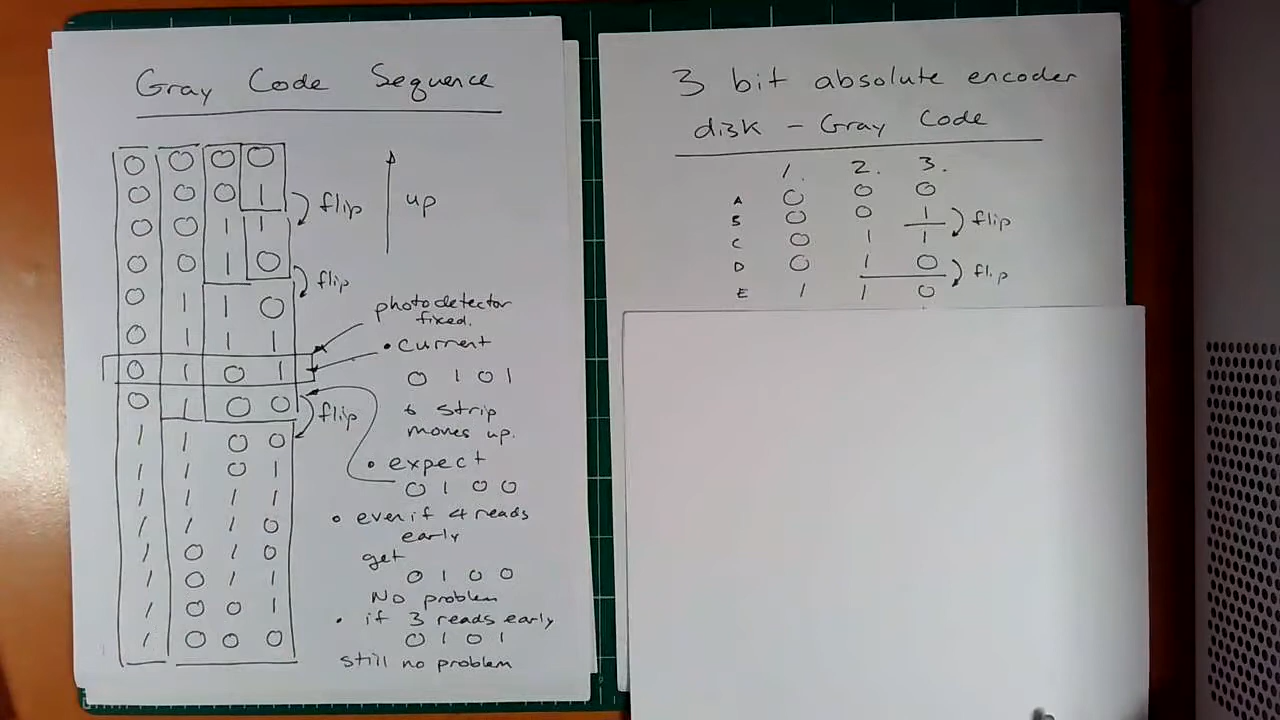 Gray Code Sequence
0 0 0 0
0 0 0 1
0 0 1 1
0 0 1 0
0 1 1 0
0 1 1 1
0 1 0 1
0 1 0 0
1 1 0 0
1 1 0 1
1 1 1 1
1 1 1 0
1 0 1 0
1 0 1 1
1 0 0 1
1 0 0 0
flip
flip
flip
up
photodetector
fixed.
• current
0 1 0 1
& strip
moves up.
• expect
0 1 0 0
• even if 4 reads
early
get
0 1 0 0
No problem
• if 3 reads early
0 1 0 1
still no problem
3 bit absolute encoder
disk - Gray Code
1. 2. 3.
A 0 0 0
B 0 0 1
C 0 1 1
D 0 1 0
E 1 1 0
flip
flip